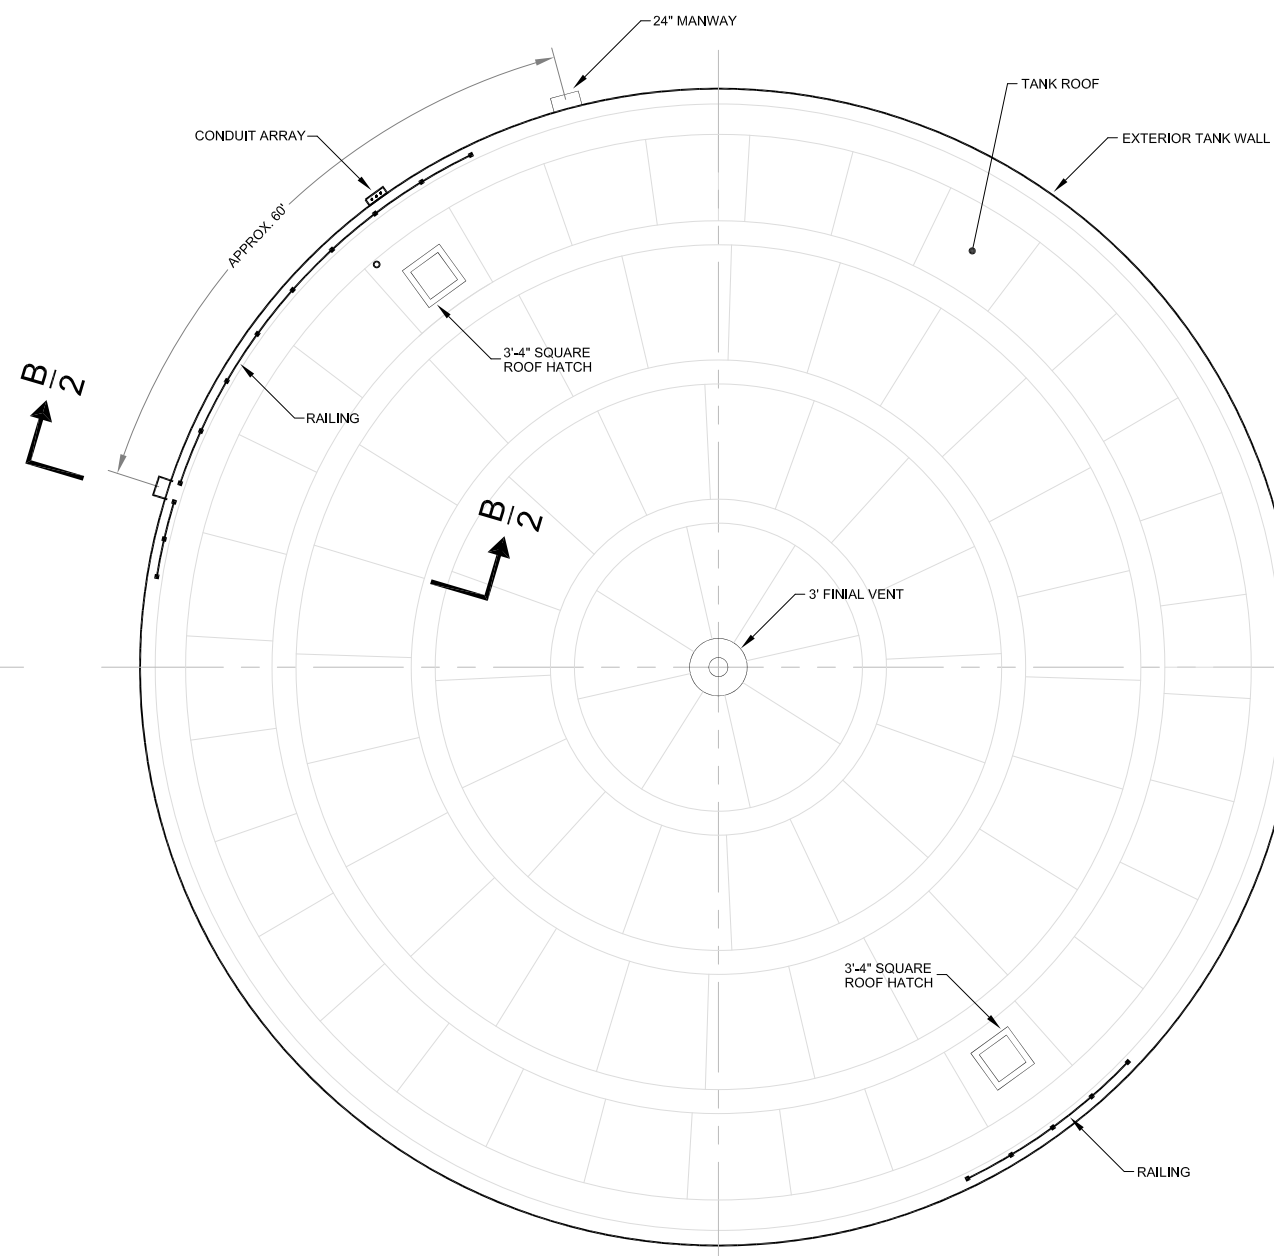 24" MANWAY
TANK ROOF
CONDUIT ARRAY
EXTERIOR TANK WALL
APPROX. 60'
3'-4" SQUARE
ROOF HATCH
B
2
RAILING
B
2
3' FINIAL VENT
3'-4" SQUARE
ROOF HATCH
RAILING